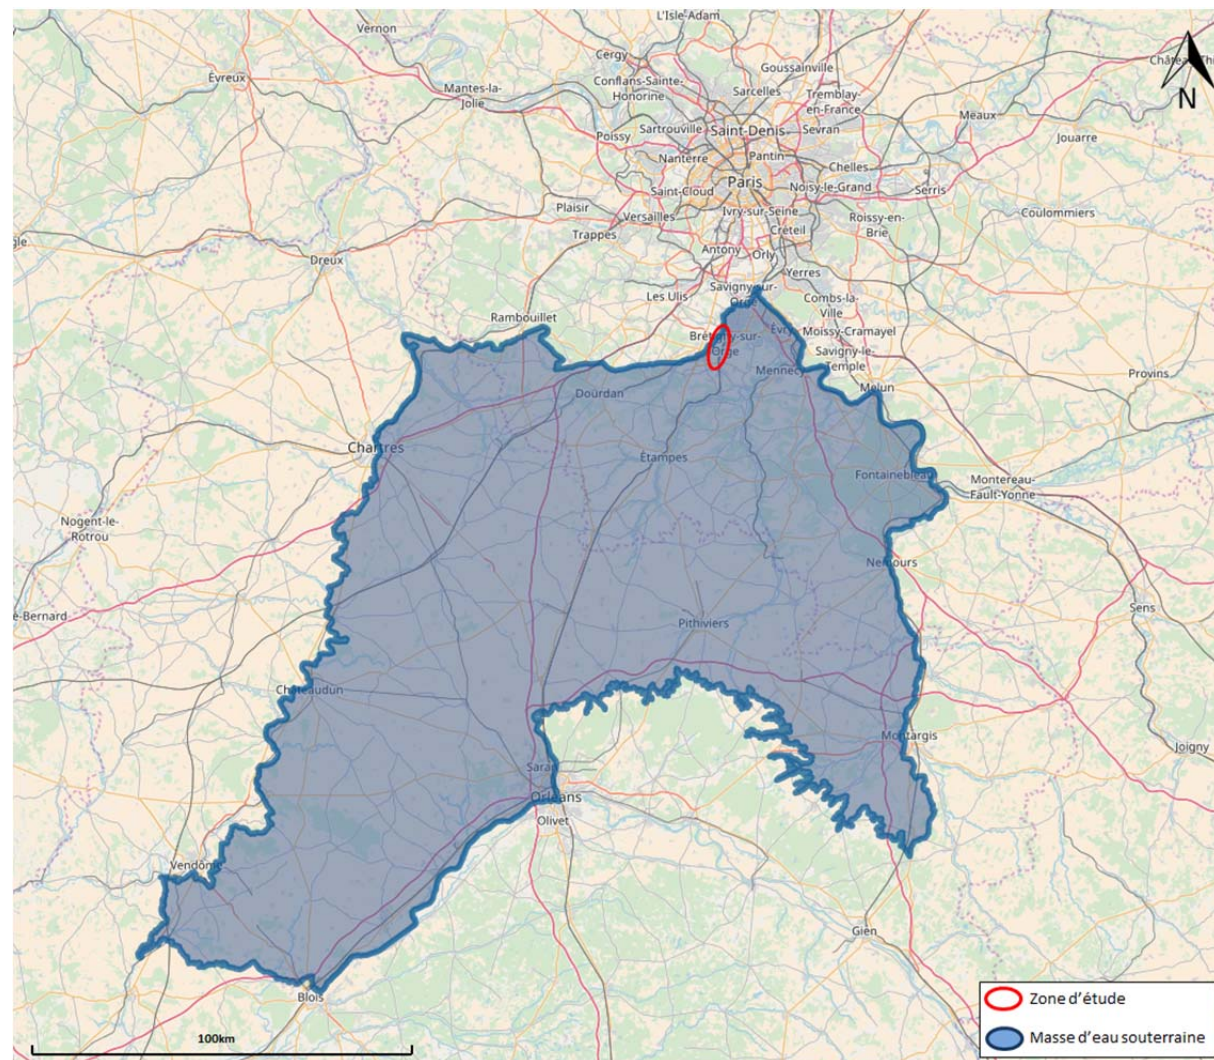 L'Isle-Adam
Vernon
Cergy
Goussainville
Évreux
Conflans-Sainte-
Honorine
Mantes-la-
Jolie
Sarcelles
Tremblay-
en-France
N
Meaux
Poissy
Sartrouville
Saint-Denis
Sevran
Jouarre
Nanterre
Pantin
Chelles
Paris
Saint-Cloud
Noisy-le-Grand
Serris
Plaisir
Versailles
Ivry-sur-Seine
Roissy-en-
Brie
Coulommiers
Trappes
Créteil
Dreux
Antony
Orly
Yerres
Savigny-sur-
Orge
Les Ulis
Combs-la-
Ville
Rambouillet
Brétigny-sur-
Orge
Évry
Moissy-Cramayel
Savigny-le-
Temple
Mennecy
Provins
Melun
Dourdan
Chartres
Étampes
Fontainebleau
Montereau-
Fault-Yonne
Nogent-le-
Rotrou
Nemours
é-Bernard
Sens
Pithiviers
Châteaudun
Montargis
Joigny
Saran
Orléans
Olivet
Vendôme
Gien
Blois
100km
Zone d'étude
Masse d'eau souterraine